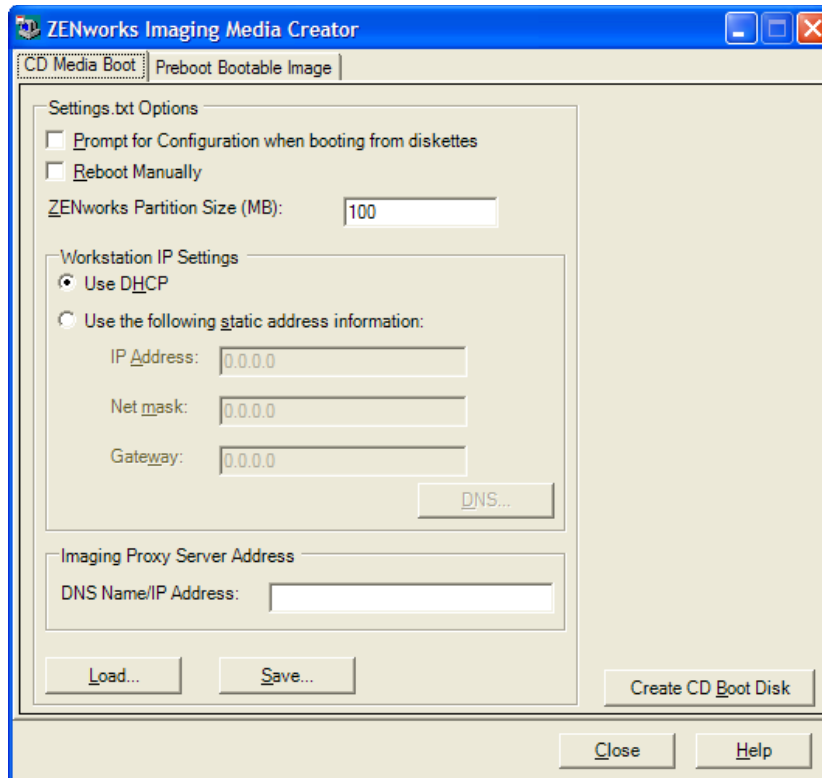 ZENworks Imaging Media Creator
CD Media Boot
Preboot Bootable Image
Settings.txt Options
Prompt for Configuration when booting from diskettes
Reboot Manually
ZENworks Partition Size (MB): 100
Workstation IP Settings
Use DHCP
Use the following static address information:
IP Address: 0.0.0.0
Net mask: 0.0.0.0
Gateway: 0.0.0.0
DNS...
Imaging Proxy Server Address
DNS Name/IP Address:
Load...
Save...
Create CD Boot Disk
Close
Help